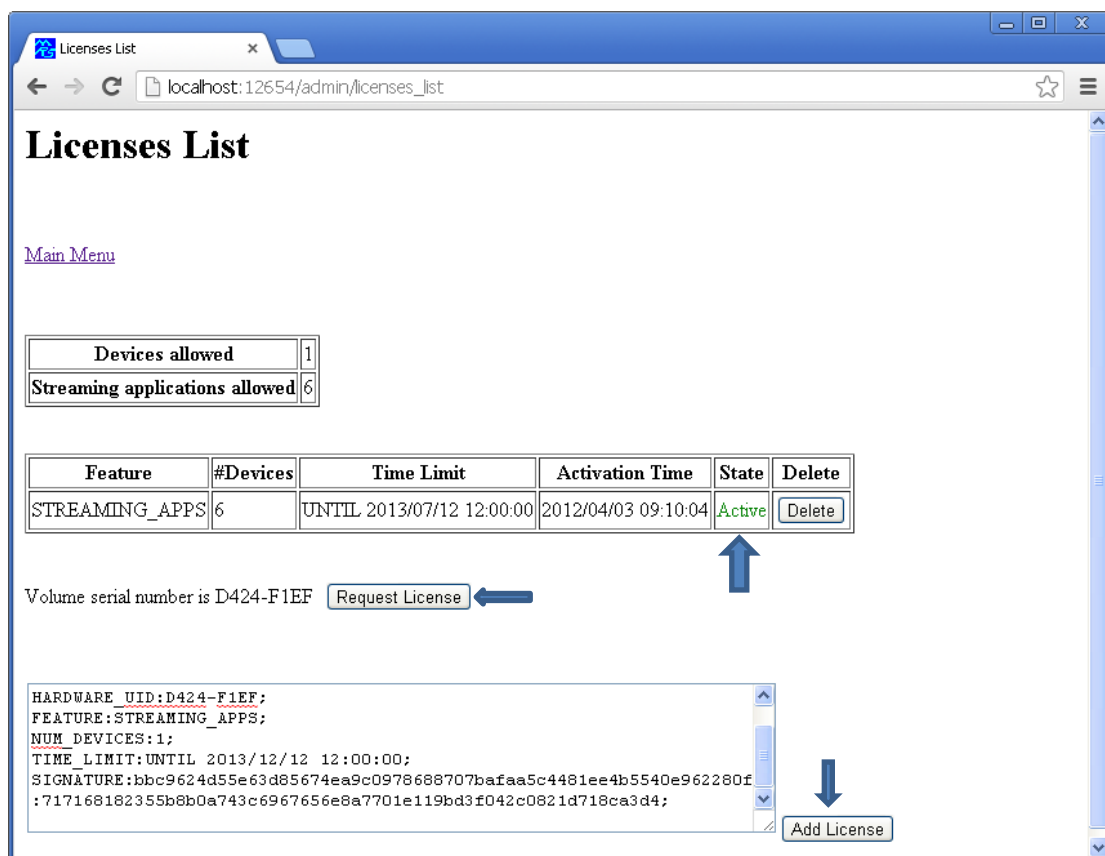 Licenses List
localhost:12654/admin/licenses_list
Licenses List
Main Menu
Devices allowed 1
Streaming applications allowed 6
Feature #Devices Time Limit Activation Time State Delete
STREAMING_APPS 6 UNTIL 2013/07/12 12:00:00 2012/04/03 09:10:04 Active Delete
Volume serial number is D424-F1EF Request License
HARDWARE_UID:D424-F1EF;
FEATURE:STREAMING_APPS;
NUM_DEVICES:1;
TIME_LIMIT:UNTIL 2013/12/12 12:00:00;
SIGNATURE:bbc9624d55e63d85674ea9c0978688707bafaa5c4481ee4b5540e962280f
:717168182355b8b0a743c6967656e8a7701e119bd3f042c0821d718ca3d4;
Add License